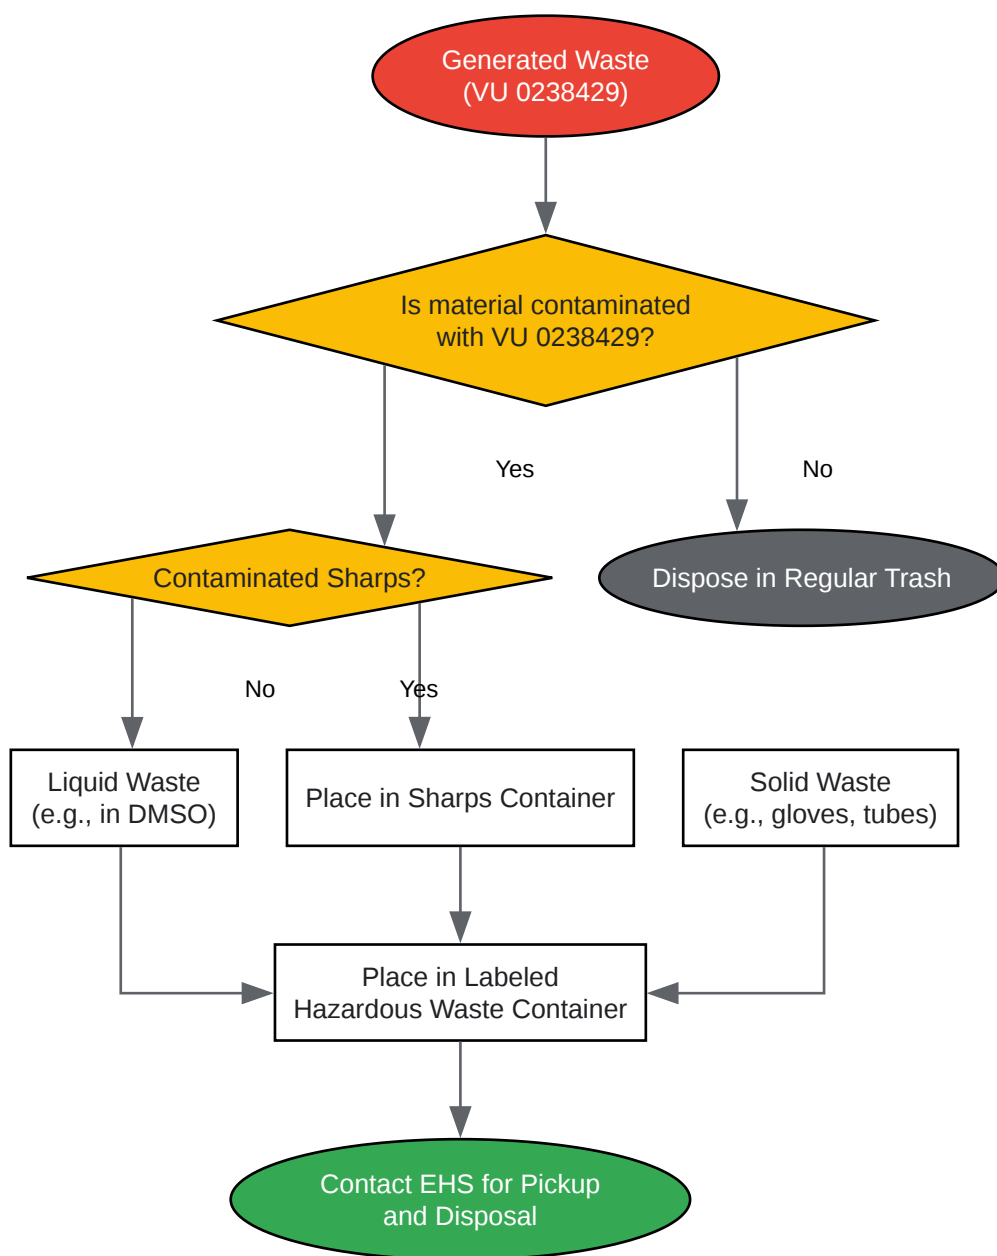 Generated Waste
(VU 0238429)
Is material contaminated
with VU 0238429?
Yes
No
Contaminated Sharps?
Dispose in Regular Trash
No
Yes
Liquid Waste
(e.g., in DMSO)
Place in Sharps Container
Solid Waste
(e.g., gloves, tubes)
Place in Labeled
Hazardous Waste Container
Contact EHS for Pickup
and Disposal